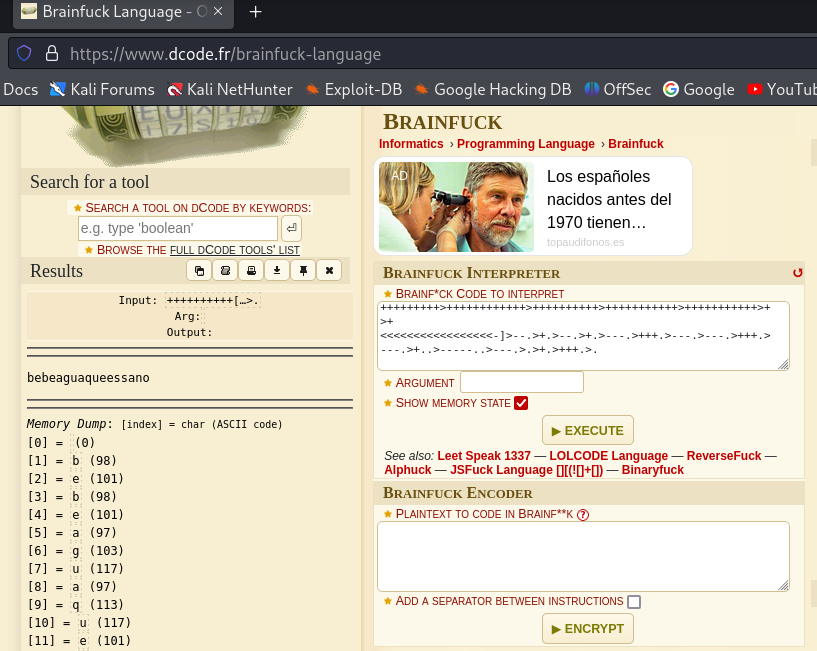 Brainfuck Language -
https://www.dcode.fr/brainfuck-language
Docs Kali Forums Kali NetHunter Exploit-DB Google Hacking DB OffSec Google YouTub
Search for a tool
Search a tool on dCode by keywords:
e.g. type 'boolean'
Browse the full dCode tools' list
Results
Input: ++++++++++[…>.
Arg:
Output:
bebeaguaqueessano
Memory Dump: [index] = char (ASCII code)
[0] = (0)
[1] = b (98)
[2] = e (101)
[3] = b (98)
[4] = e (101)
[5] = a (97)
[6] = g (103)
[7] = u (117)
[8] = a (97)
[9] = q (113)
[10] = u (117)
[11] = e (101)
Brainfuck
Informatics › Programming Language › Brainfuck
AD
Los españoles
nacidos antes del
1970 tienen…
topaudifonos.es
Brainfuck Interpreter
Brainf*ck Code to interpret
+++++++++>++++++++++++>++++++++++>+++++++++++>+++++++++++>+
>+
<<<<<<<<<<<<<<<<<-]>--.>+.>--.>+.>---.>+++.>---.>---.>+++.>
---.>+..>-----..>---.>.>+.>+++.>.
Argument
Show memory state
▶ EXECUTE
See also: Leet Speak 1337 — LOLCODE Language — ReverseFuck —
Alphuck — JSFuck Language [][(![]+[]) — Binaryfuck
Brainfuck Encoder
Plaintext to code in Brainf**k ?
Add a separator between instructions
▶ ENCRYPT